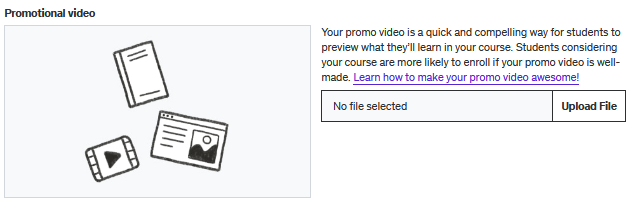 Promotional video
Your promo video is a quick and compelling way for students to
preview what they'll learn in your course. Students considering
your course are more likely to enroll if your promo video is well-
made. Learn how to make your promo video awesome!
No file selected
Upload File